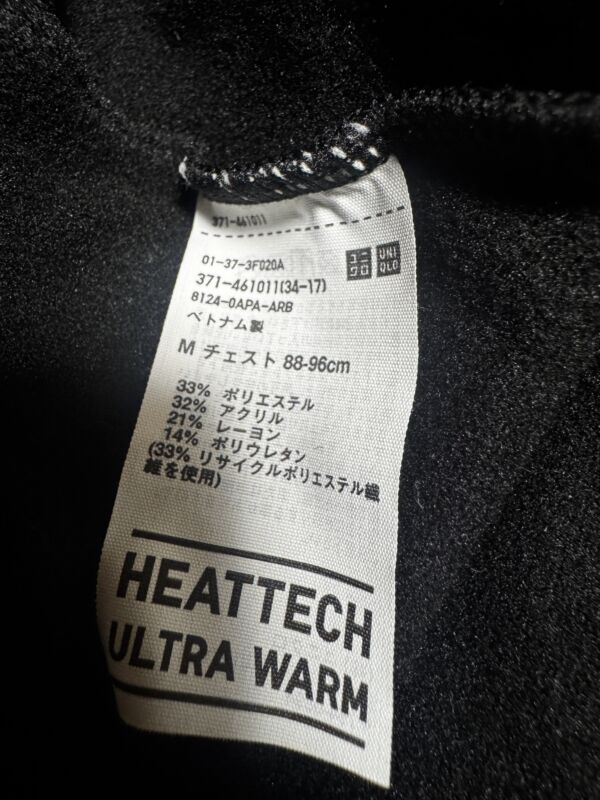 371-461011
01-37-3F020A
ユニクロ UNIQLO
371-461011(34-17)
8124-0APA-ARB
ベトナム製
M チェスト 88-96cm
33% ポリエステル
32% アクリル
21% レーヨン
14% ポリウレタン
(33% リサイクルポリエステル繊
維を使用)
HEATTECH
ULTRA WARM